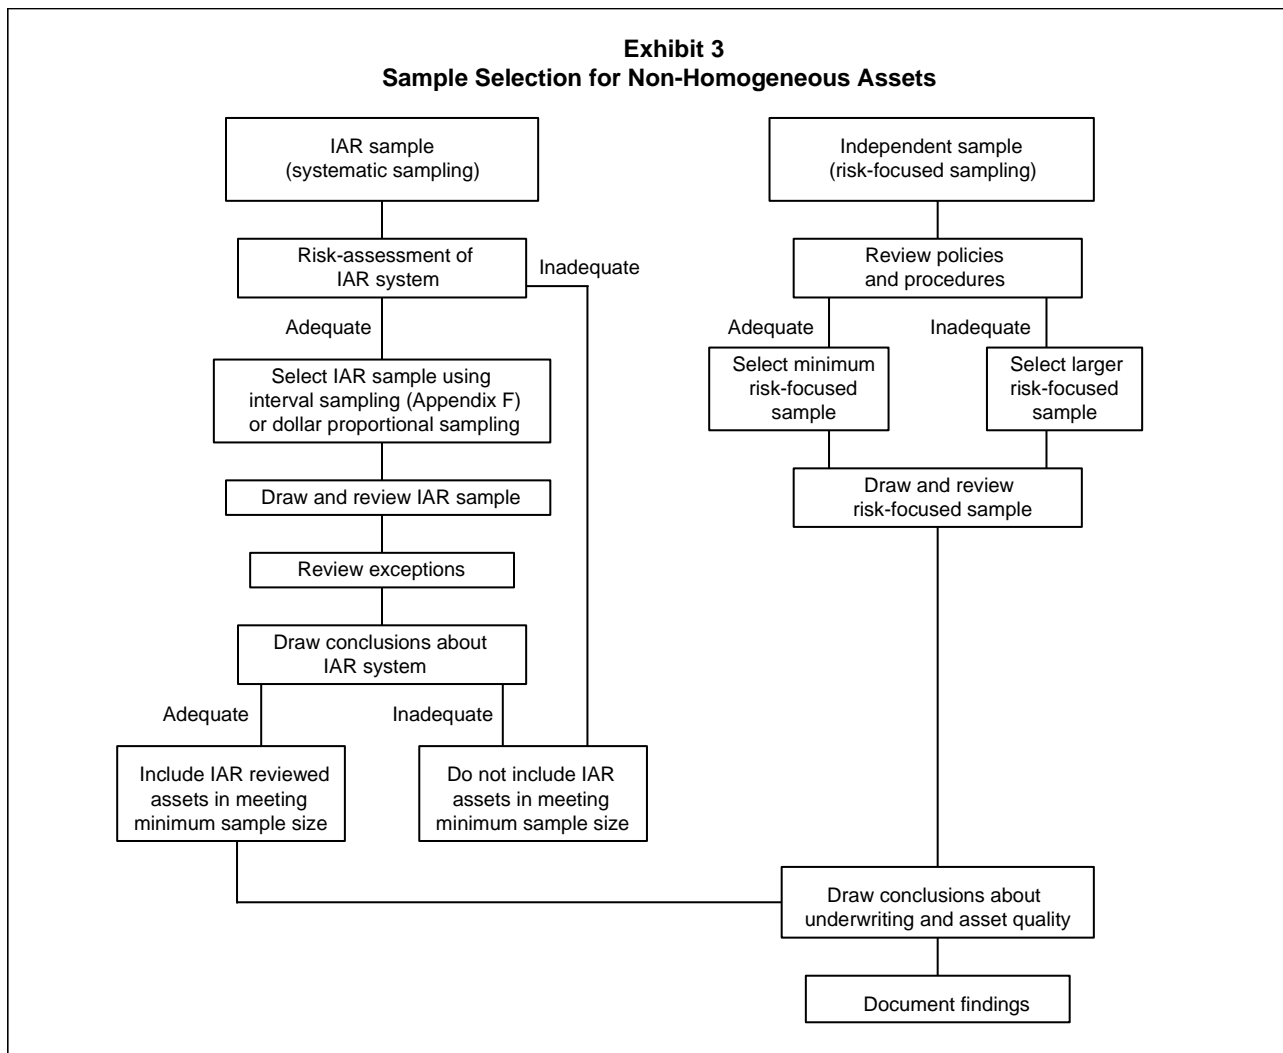 Exhibit 3
Sample Selection for Non-Homogeneous Assets
IAR sample
(systematic sampling)
Risk-assessment of
IAR system
Inadequate
Adequate
Select IAR sample using
interval sampling (Appendix F)
or dollar proportional sampling
Draw and review IAR sample
Review exceptions
Draw conclusions about
IAR system
Adequate
Inadequate
Include IAR reviewed
assets in meeting
minimum sample size
Do not include IAR
assets in meeting
minimum sample size
Independent sample
(risk-focused sampling)
Review policies
and procedures
Adequate
Inadequate
Select minimum
risk-focused
sample
Select larger
risk-focused
sample
Draw and review
risk-focused sample
Draw conclusions about
underwriting and asset quality
Document findings